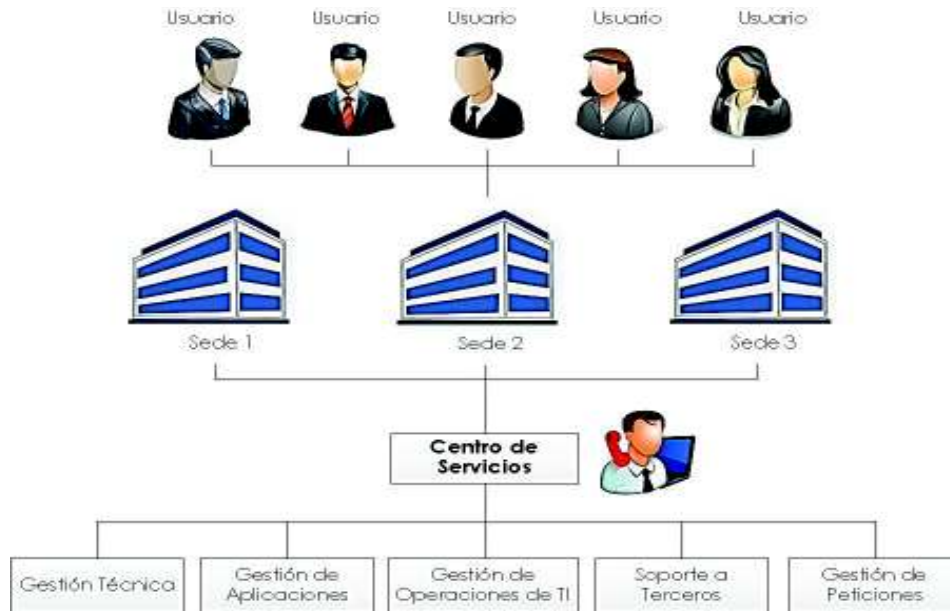 Usuario
Usuario
Usuario
Usuario
Usuario
Sede 1
Sede 2
Sede 3
Centro de
Servicios
Gestión Técnica
Gestión de
Aplicaciones
Gestión de
Operaciones de TI
Soporte a
Terceros
Gestión de
Peticiones